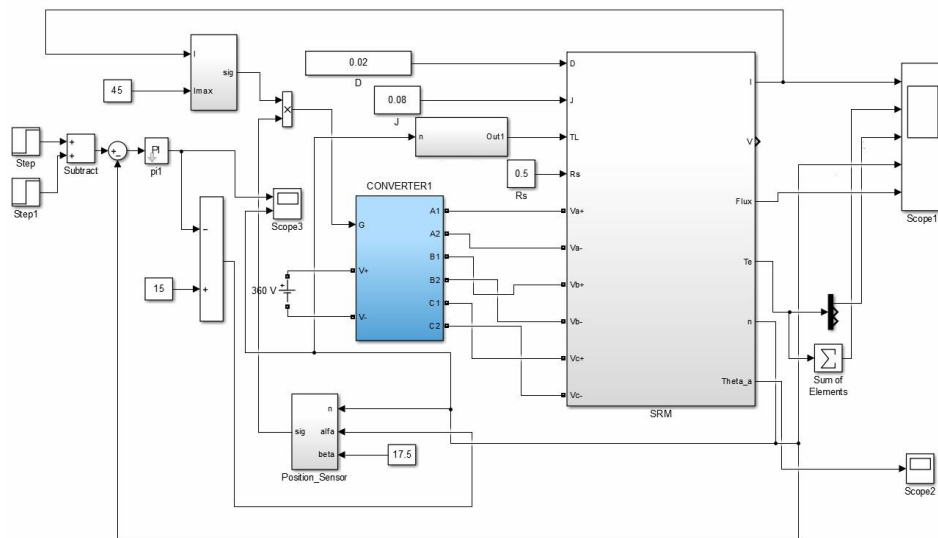 I
Imax
sig
45
Step
Step1
+
+
Subtract
+
−
PI
pi1
−
+
15
Scope3
×
0.02
D
0.08
J
n
Out1
0.5
Rs
CONVERTER1
G
V+
V-
A1
A2
B1
B2
C1
C2
360 V
+
n
sig
alfa
beta
Position_Sensor
17.5
D
J
TL
Rs
Va+
Va-
Vb+
Vb-
Vc+
Vc-
I
V
Flux
Te
n
Theta_a
SRM
Scope1
Σ
Sum of
Elements
Scope2